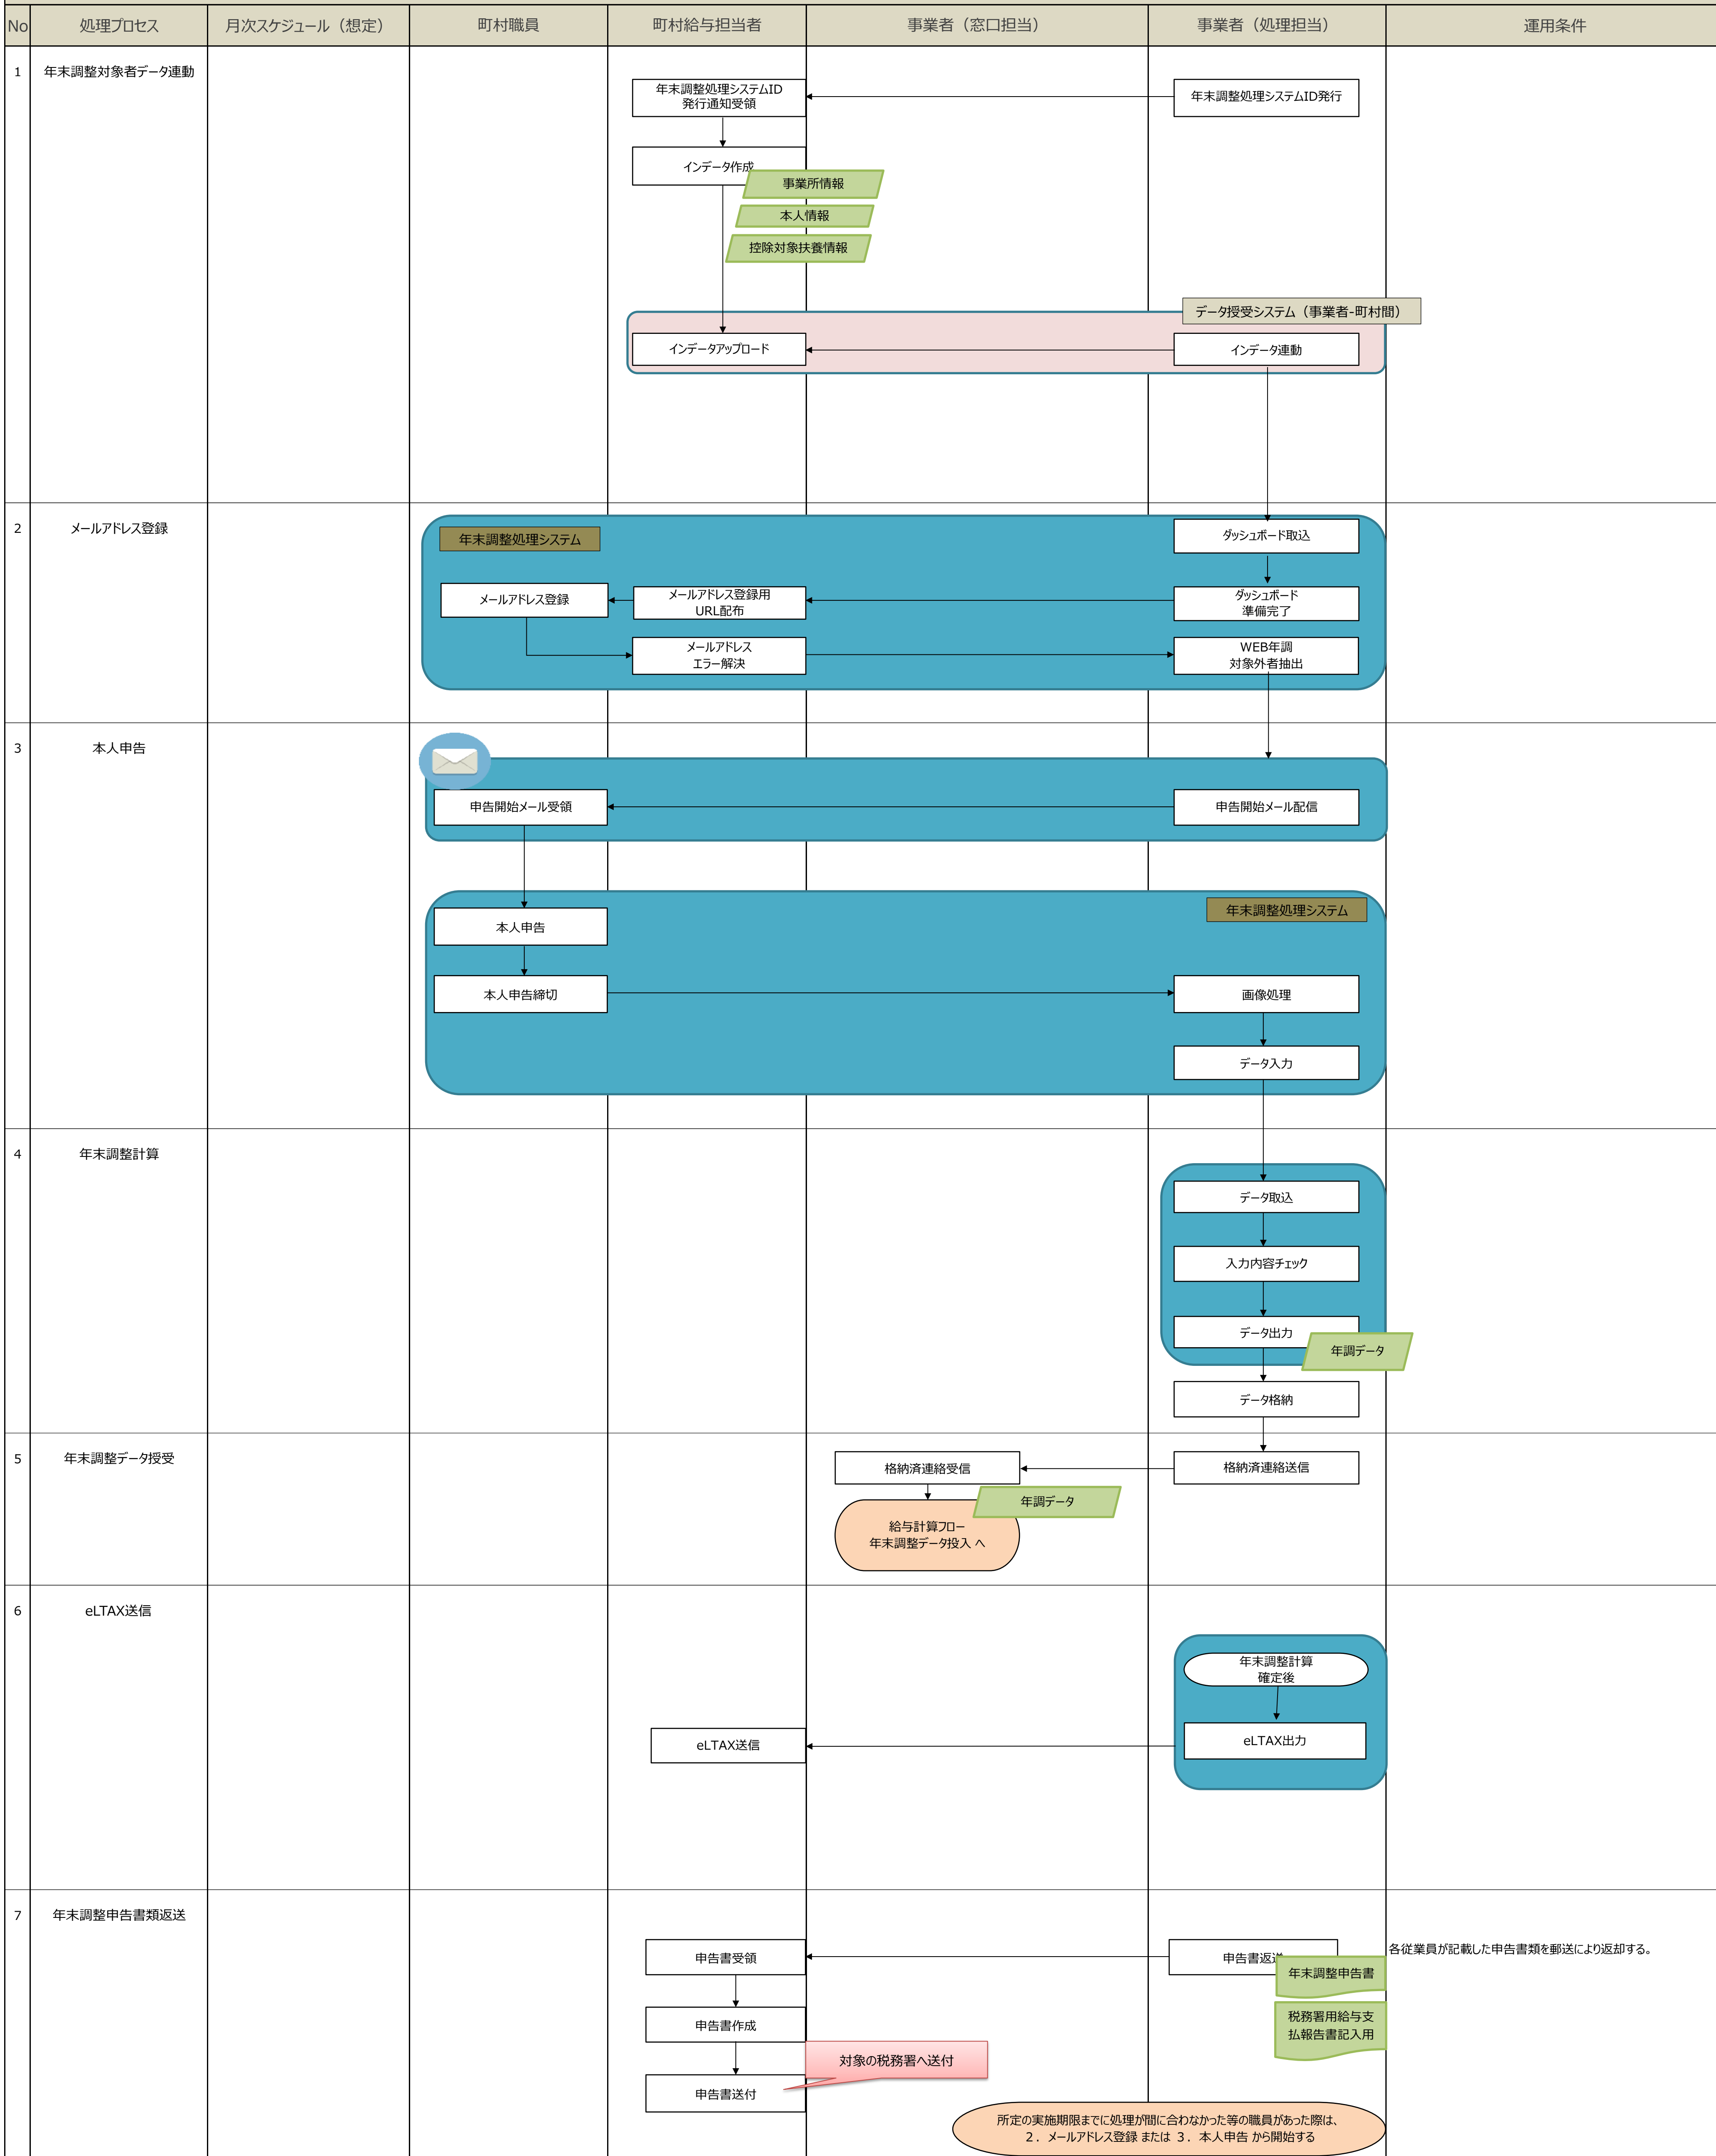 No
処理プロセス
月次スケジュール（想定）
町村職員
町村給与担当者
事業者（窓口担当）
事業者（処理担当）
運用条件
1
年末調整対象者データ連動
年末調整処理システムID
発行通知受領
年末調整処理システムID発行
インデータ作成
事業所情報
本人情報
控除対象扶養情報
データ授受システム（事業者-町村間）
インデータアップロード
インデータ連動
2
メールアドレス登録
年末調整処理システム
ダッシュボード取込
メールアドレス登録
メールアドレス登録用
URL配布
ダッシュボード
準備完了
メールアドレス
エラー解決
WEB年調
対象外者抽出
3
本人申告
申告開始メール受領
申告開始メール配信
年末調整処理システム
本人申告
本人申告締切
画像処理
データ入力
4
年末調整計算
データ取込
入力内容チェック
データ出力
年調データ
データ格納
5
年末調整データ授受
格納済連絡受信
格納済連絡送信
年調データ
給与計算フロー
年末調整データ投入 へ
6
eLTAX送信
年末調整計算
確定後
eLTAX送信
eLTAX出力
7
年末調整申告書類返送
申告書受領
申告書返送
各従業員が記載した申告書類を郵送により返却する。
年末調整申告書
税務署用給与支
払報告書記入用
申告書作成
対象の税務署へ送付
申告書送付
所定の実施期限までに処理が間に合わなかった等の職員があった際は、
２．メールアドレス登録 または ３．本人申告 から開始する